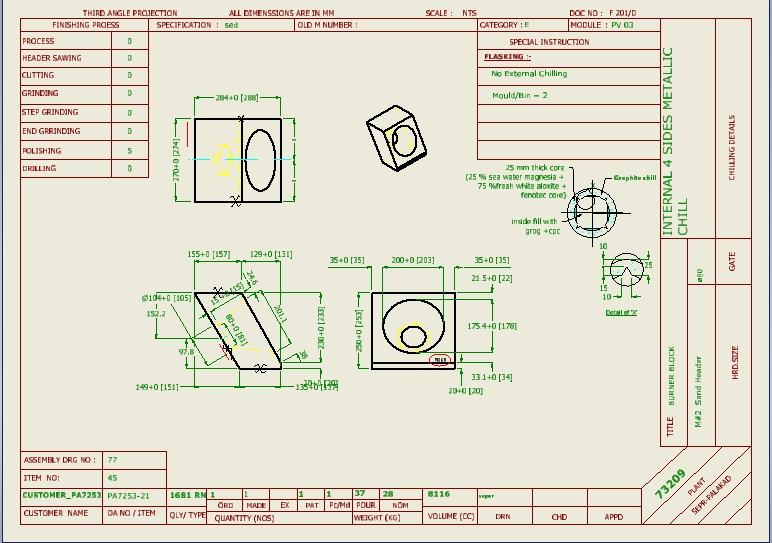 THIRD ANGLE PROJECTION ALL DIMENSSIONS ARE IN MM SCALE : NTS DOC NO : F 201/D
FINISHING PROESS SPECIFICATION : sed OLD M NUMBER : CATEGORY : E MODULE : PV 03
PROCESS 0
HEADER SAWING 0
CUTTING 0
GRINDING 0
STEP GRINDING 0
END GRRINDING 0
POLISHING 5
DRILLING 0
SPECIAL INSTRUCTION
FLASKING :-
No External Chilling
Mould/Bin = 2
INTERNAL 4 SIDES METALLIC
CHILL
CHILLING DETAILS
284+0 [288]
270+0 [274]
25 mm thick core
(25 % sea water magnesia +
75 %fresh white aloxite +
fenotec core)
Graphite chill
inside fill with
grog +cpc
10
25
15
10
Detail of 'X'
155+0 [157] 129+0 [131]
Ø104+0 [105]
152.2
97.8
24.6
80+0 [81]
201.1
38
230+0 [233]
20+0 [20]
149+0 [151] 135+0 [137]
35+0 [35] 200+0 [203] 35+0 [35]
21.5+0 [22]
250+0 [253]
175.4+0 [178]
33.1+0 [34]
20+0 [20]
ø80
GATE
TITLE BURNER BLOCK
M#2 Sand Header
HRD.SIZE
ASSEMBLY DRG NO : 77
ITEM NO: 45
CUSTOMER_PA7253 PA7253-21 1681 RN 1 1 1 1 37 28 8116
ORD MADE EX PAT Pc/Md POUR NOM
CUSTOMER NAME DA NO / ITEM QLY/ TYPE QUANTITY (NOS) WEIGHT (KG) VOLUME (CC) DRN CHD APPD
73209
PLANT
SEPR-PALAKAD